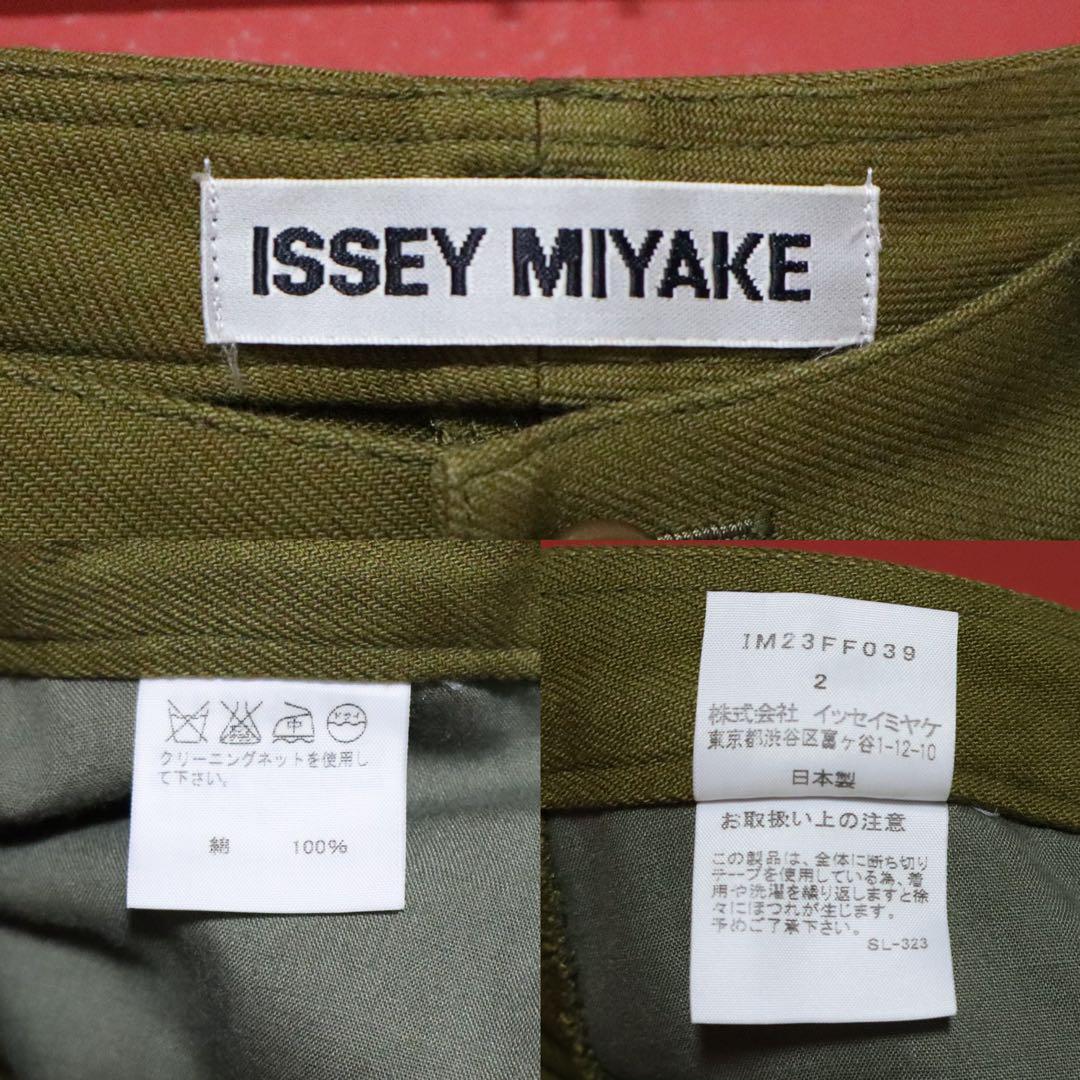 ISSEY MIYAKE
中
ドライ
クリーニングネットを使用し
て下さい。
綿 100%
IM23FF039
2
株式会社 イッセイミヤケ
東京都渋谷区富ヶ谷1-12-10
日本製
お取扱い上の注意
この製品は、全体に断ち切り
テープを使用している為、着
用や洗濯を繰り返しますと徐
々にほつれが生じます。
予めご了承下さい。
SL-323